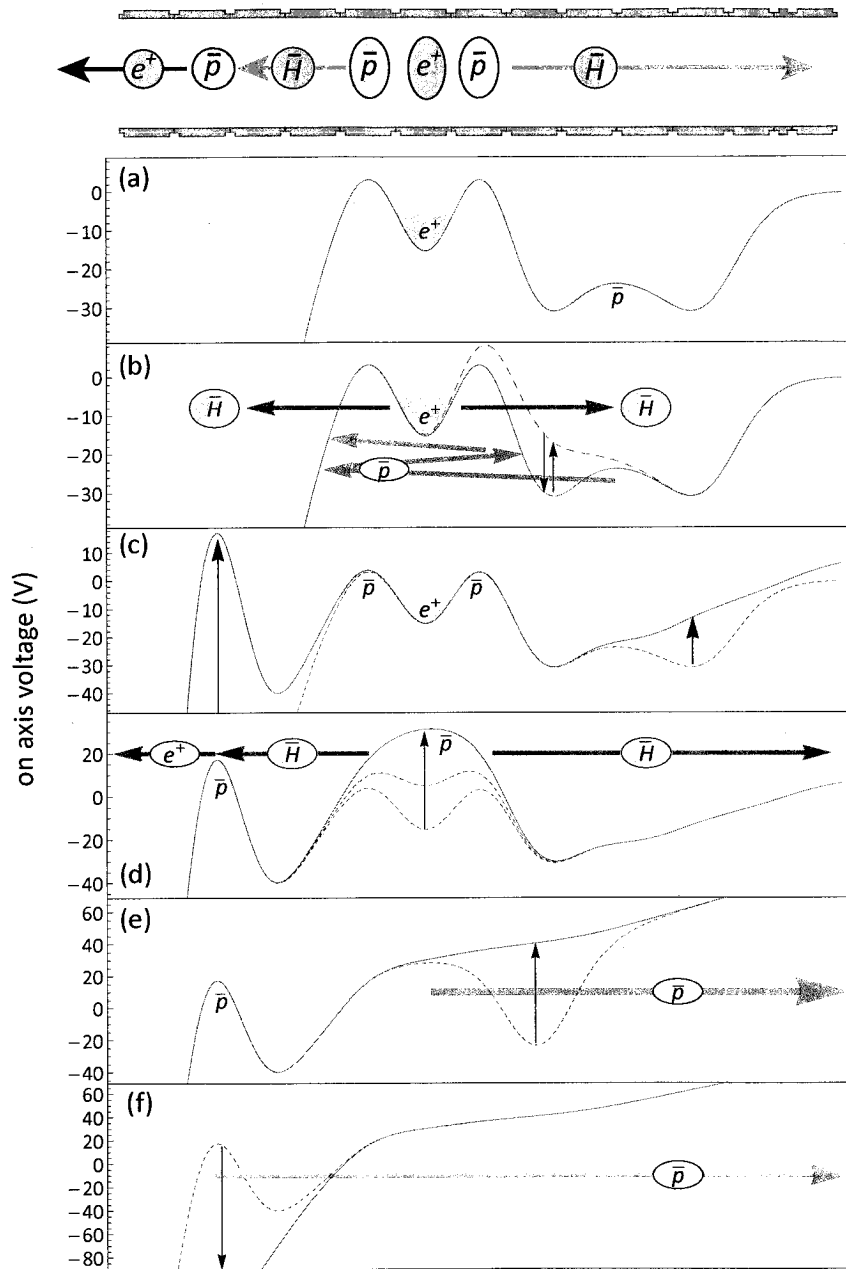 e⁺ p̄ H̄ p̄ e⁺ p̄ H̄
on axis voltage (V)
(a)
0
−10
−20
−30
e⁺
p̄
(b)
0
−10
−20
−30
H̄ e⁺ H̄
p̄
(c)
10
0
−10
−20
−30
−40
p̄ p̄
e⁺
(d)
20
0
−20
−40
e⁺ H̄ p̄ H̄
p̄
(e)
60
40
20
0
−20
−40
p̄ p̄
(f)
60
40
20
0
−20
−40
−60
−80
p̄